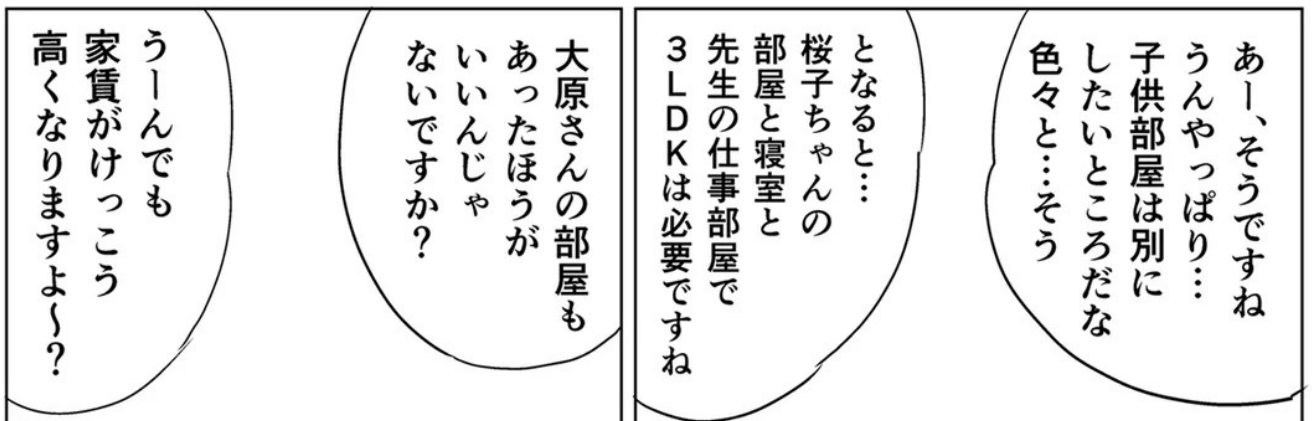 あー、そうですね
うんやっぱり…
子供部屋は別に
したいところだな
色々と…そう
となると…
桜子ちゃんの
部屋と寝室と
先生の仕事部屋で
3LDKは必要ですね
大原さんの部屋も
あったほうが
いいんじゃ
ないですか?
うーんでも
家賃がけっこう
高くなりますよ〜?